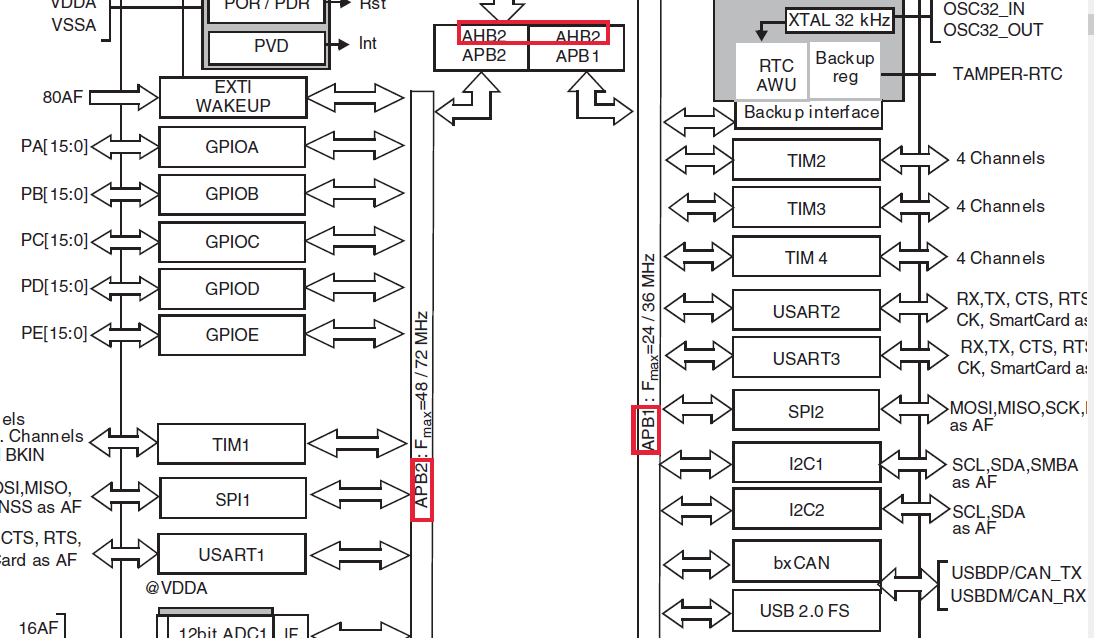 VDDA
VSSA
POR / PDR
Rst
PVD
Int
AHB2
AHB2
APB2
APB1
XTAL 32 kHz
OSC32_IN
OSC32_OUT
RTC
AWU
Backup
reg
TAMPER-RTC
Backup interface
80AF
EXTI
WAKEUP
PA[15:0]
GPIOA
PB[15:0]
GPIOB
PC[15:0]
GPIOC
PD[15:0]
GPIOD
PE[15:0]
GPIOE
els
. Channels
BKIN
TIM1
OSI,MISO,
NSS as AF
SPI1
CTS, RTS,
ard as AF
USART1
@VDDA
16AF
12bit ADC1
IF
APB2 : Fmax=48 / 72 MHz
APB1 : Fmax=24 / 36 MHz
TIM2
4 Channels
TIM3
4 Channels
TIM 4
4 Channels
USART2
RX,TX, CTS, RTS
CK, SmartCard as
USART3
RX,TX, CTS, RTS
CK, SmartCard as
SPI2
MOSI,MISO,SCK,
as AF
I2C1
SCL,SDA,SMBA
as AF
I2C2
SCL,SDA
as AF
bxCAN
USBDP/CAN_TX
USBDM/CAN_RX
USB 2.0 FS